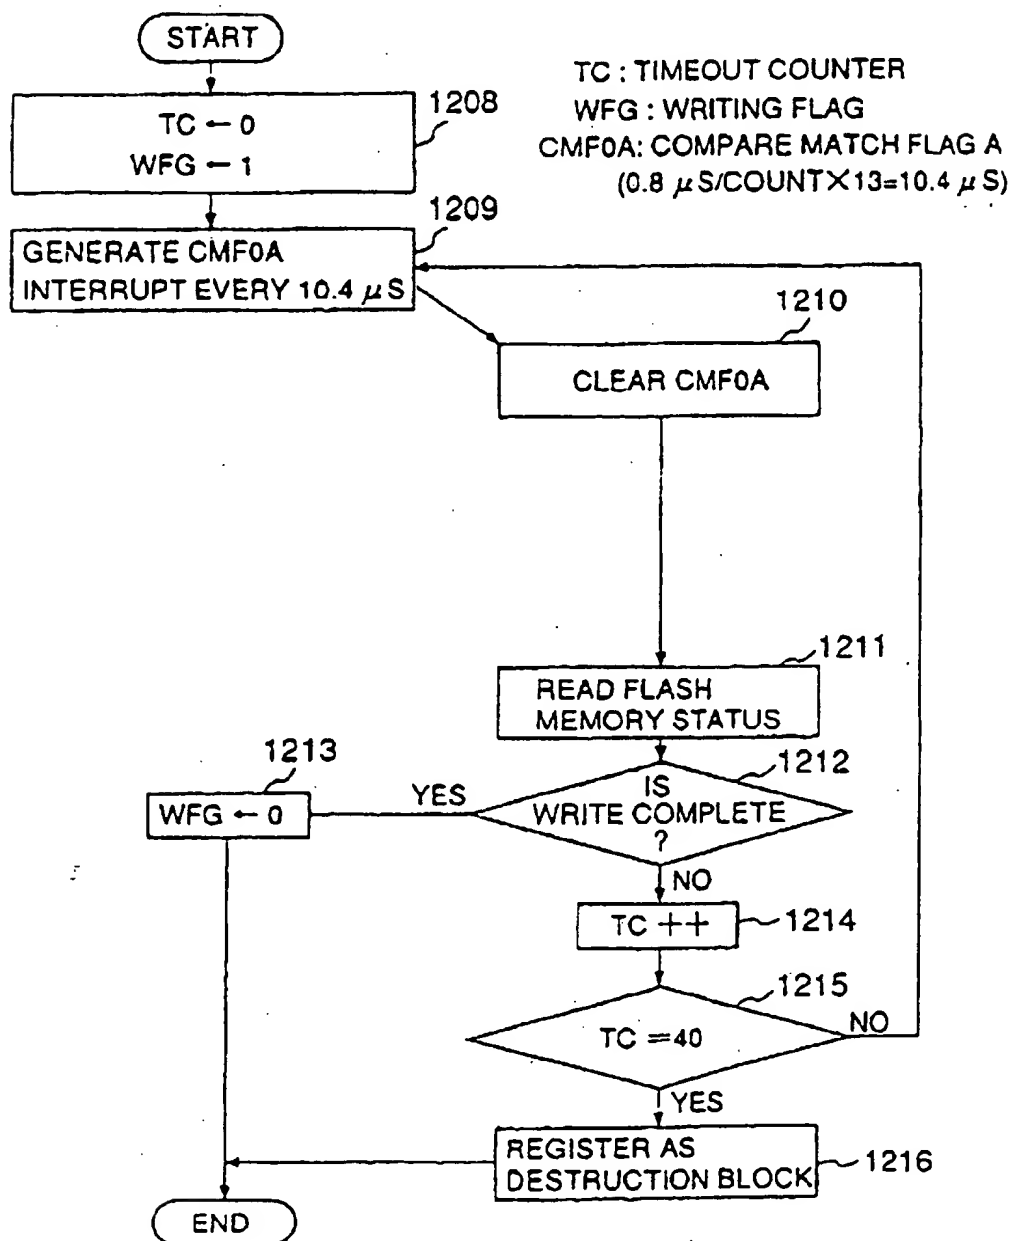 START
TC : TIMEOUT COUNTER
WFG : WRITING FLAG
CMF0A: COMPARE MATCH FLAG A
(0.8 μS/COUNT×13=10.4 μS)
1208
TC ← 0
WFG ← 1
1209
GENERATE CMF0A
INTERRUPT EVERY 10.4 μS
1210
CLEAR CMF0A
1211
READ FLASH
MEMORY STATUS
1212
IS
WRITE COMPLETE
?
YES
1213
WFG ← 0
NO
TC ++
1214
1215
TC =40
NO
YES
REGISTER AS
DESTRUCTION BLOCK
1216
END